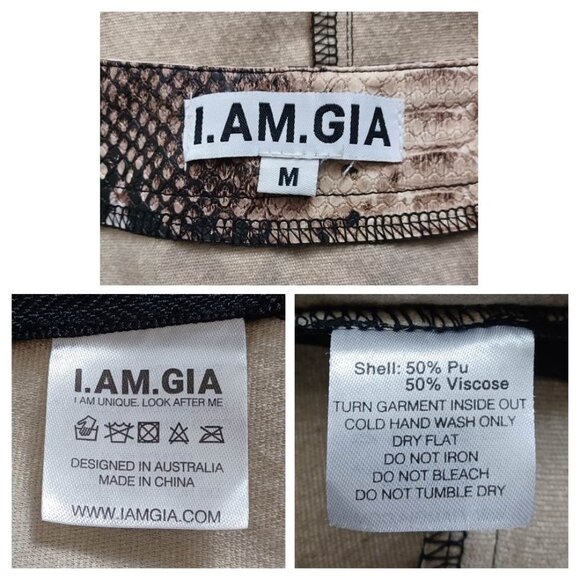 I.AM.GIA
M
I.AM.GIA
I AM UNIQUE. LOOK AFTER ME
DESIGNED IN AUSTRALIA
MADE IN CHINA
WWW.IAMGIA.COM
Shell: 50% Pu
50% Viscose
TURN GARMENT INSIDE OUT
COLD HAND WASH ONLY
DRY FLAT
DO NOT IRON
DO NOT BLEACH
DO NOT TUMBLE DRY